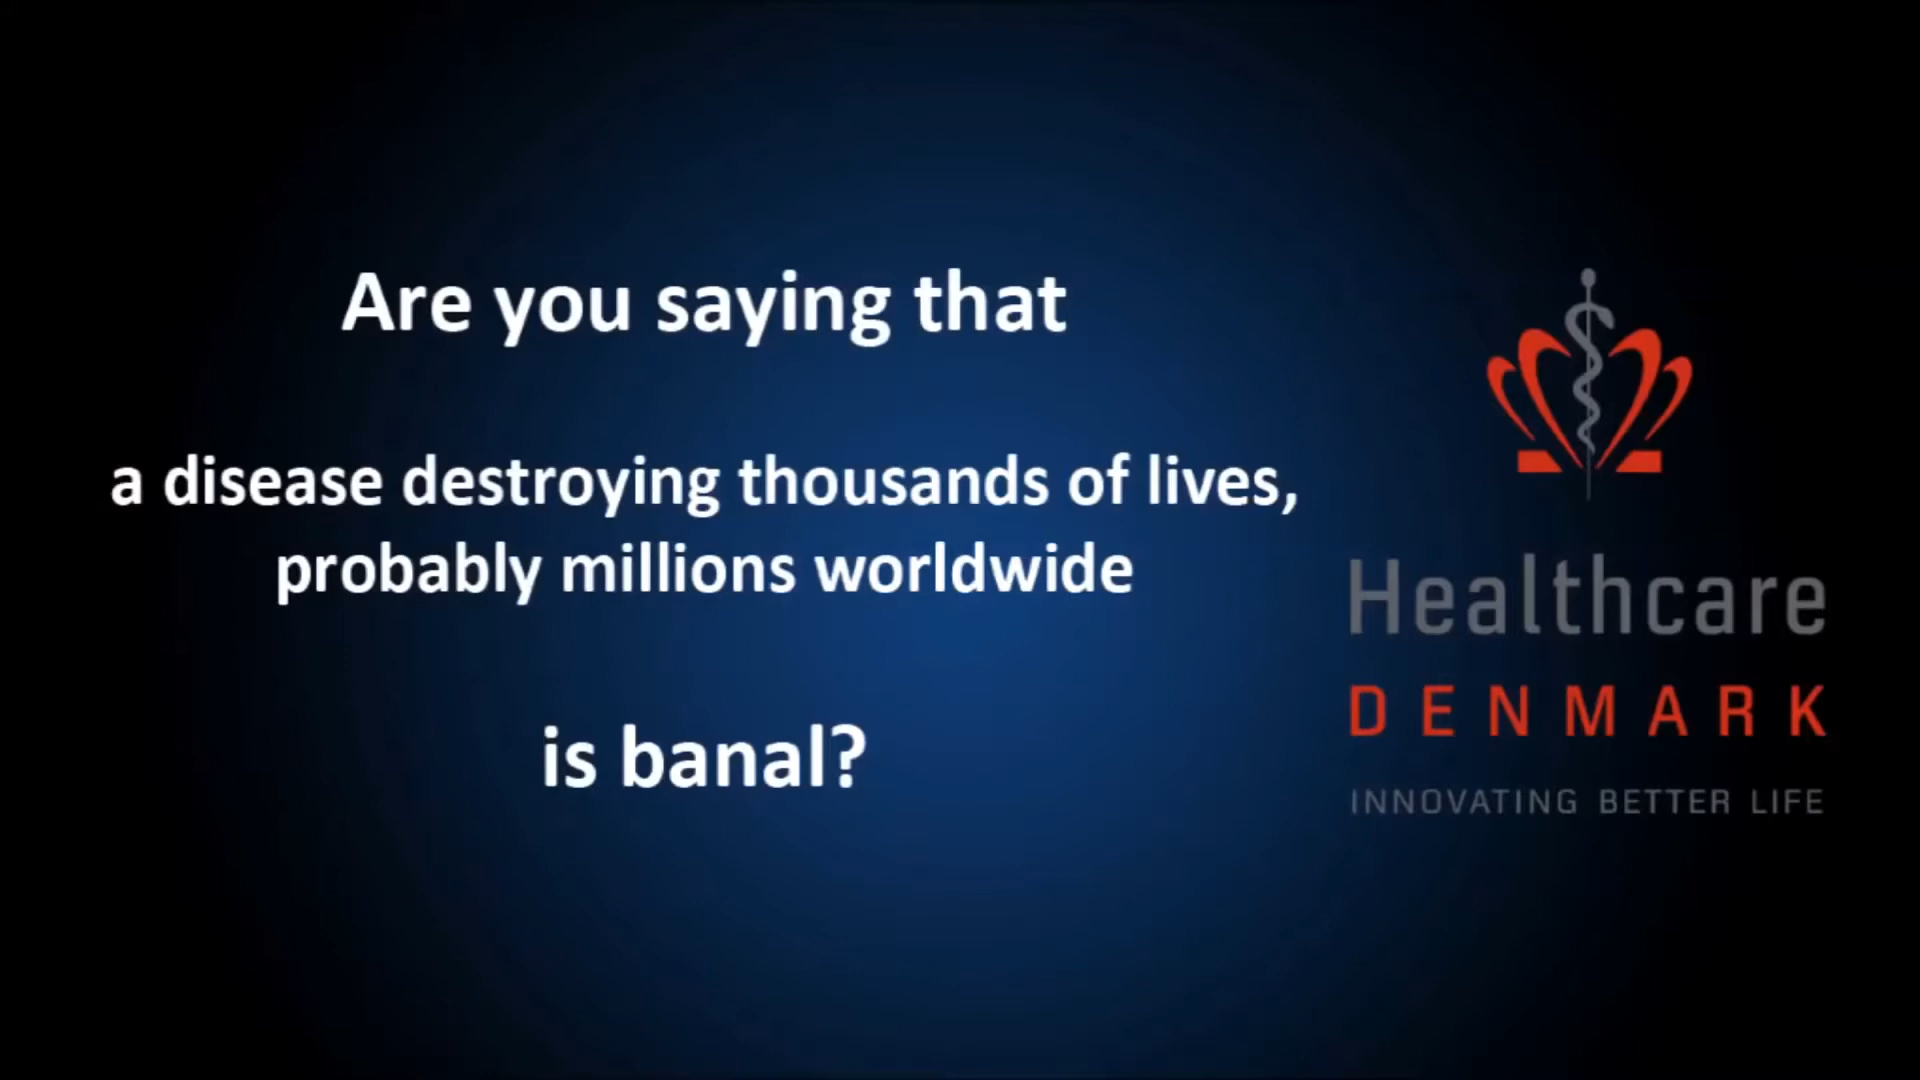 Are you saying that
a disease destroying thousands of lives,
probably millions worldwide
is banal?
Healthcare
DENMARK
INNOVATING BETTER LIFE